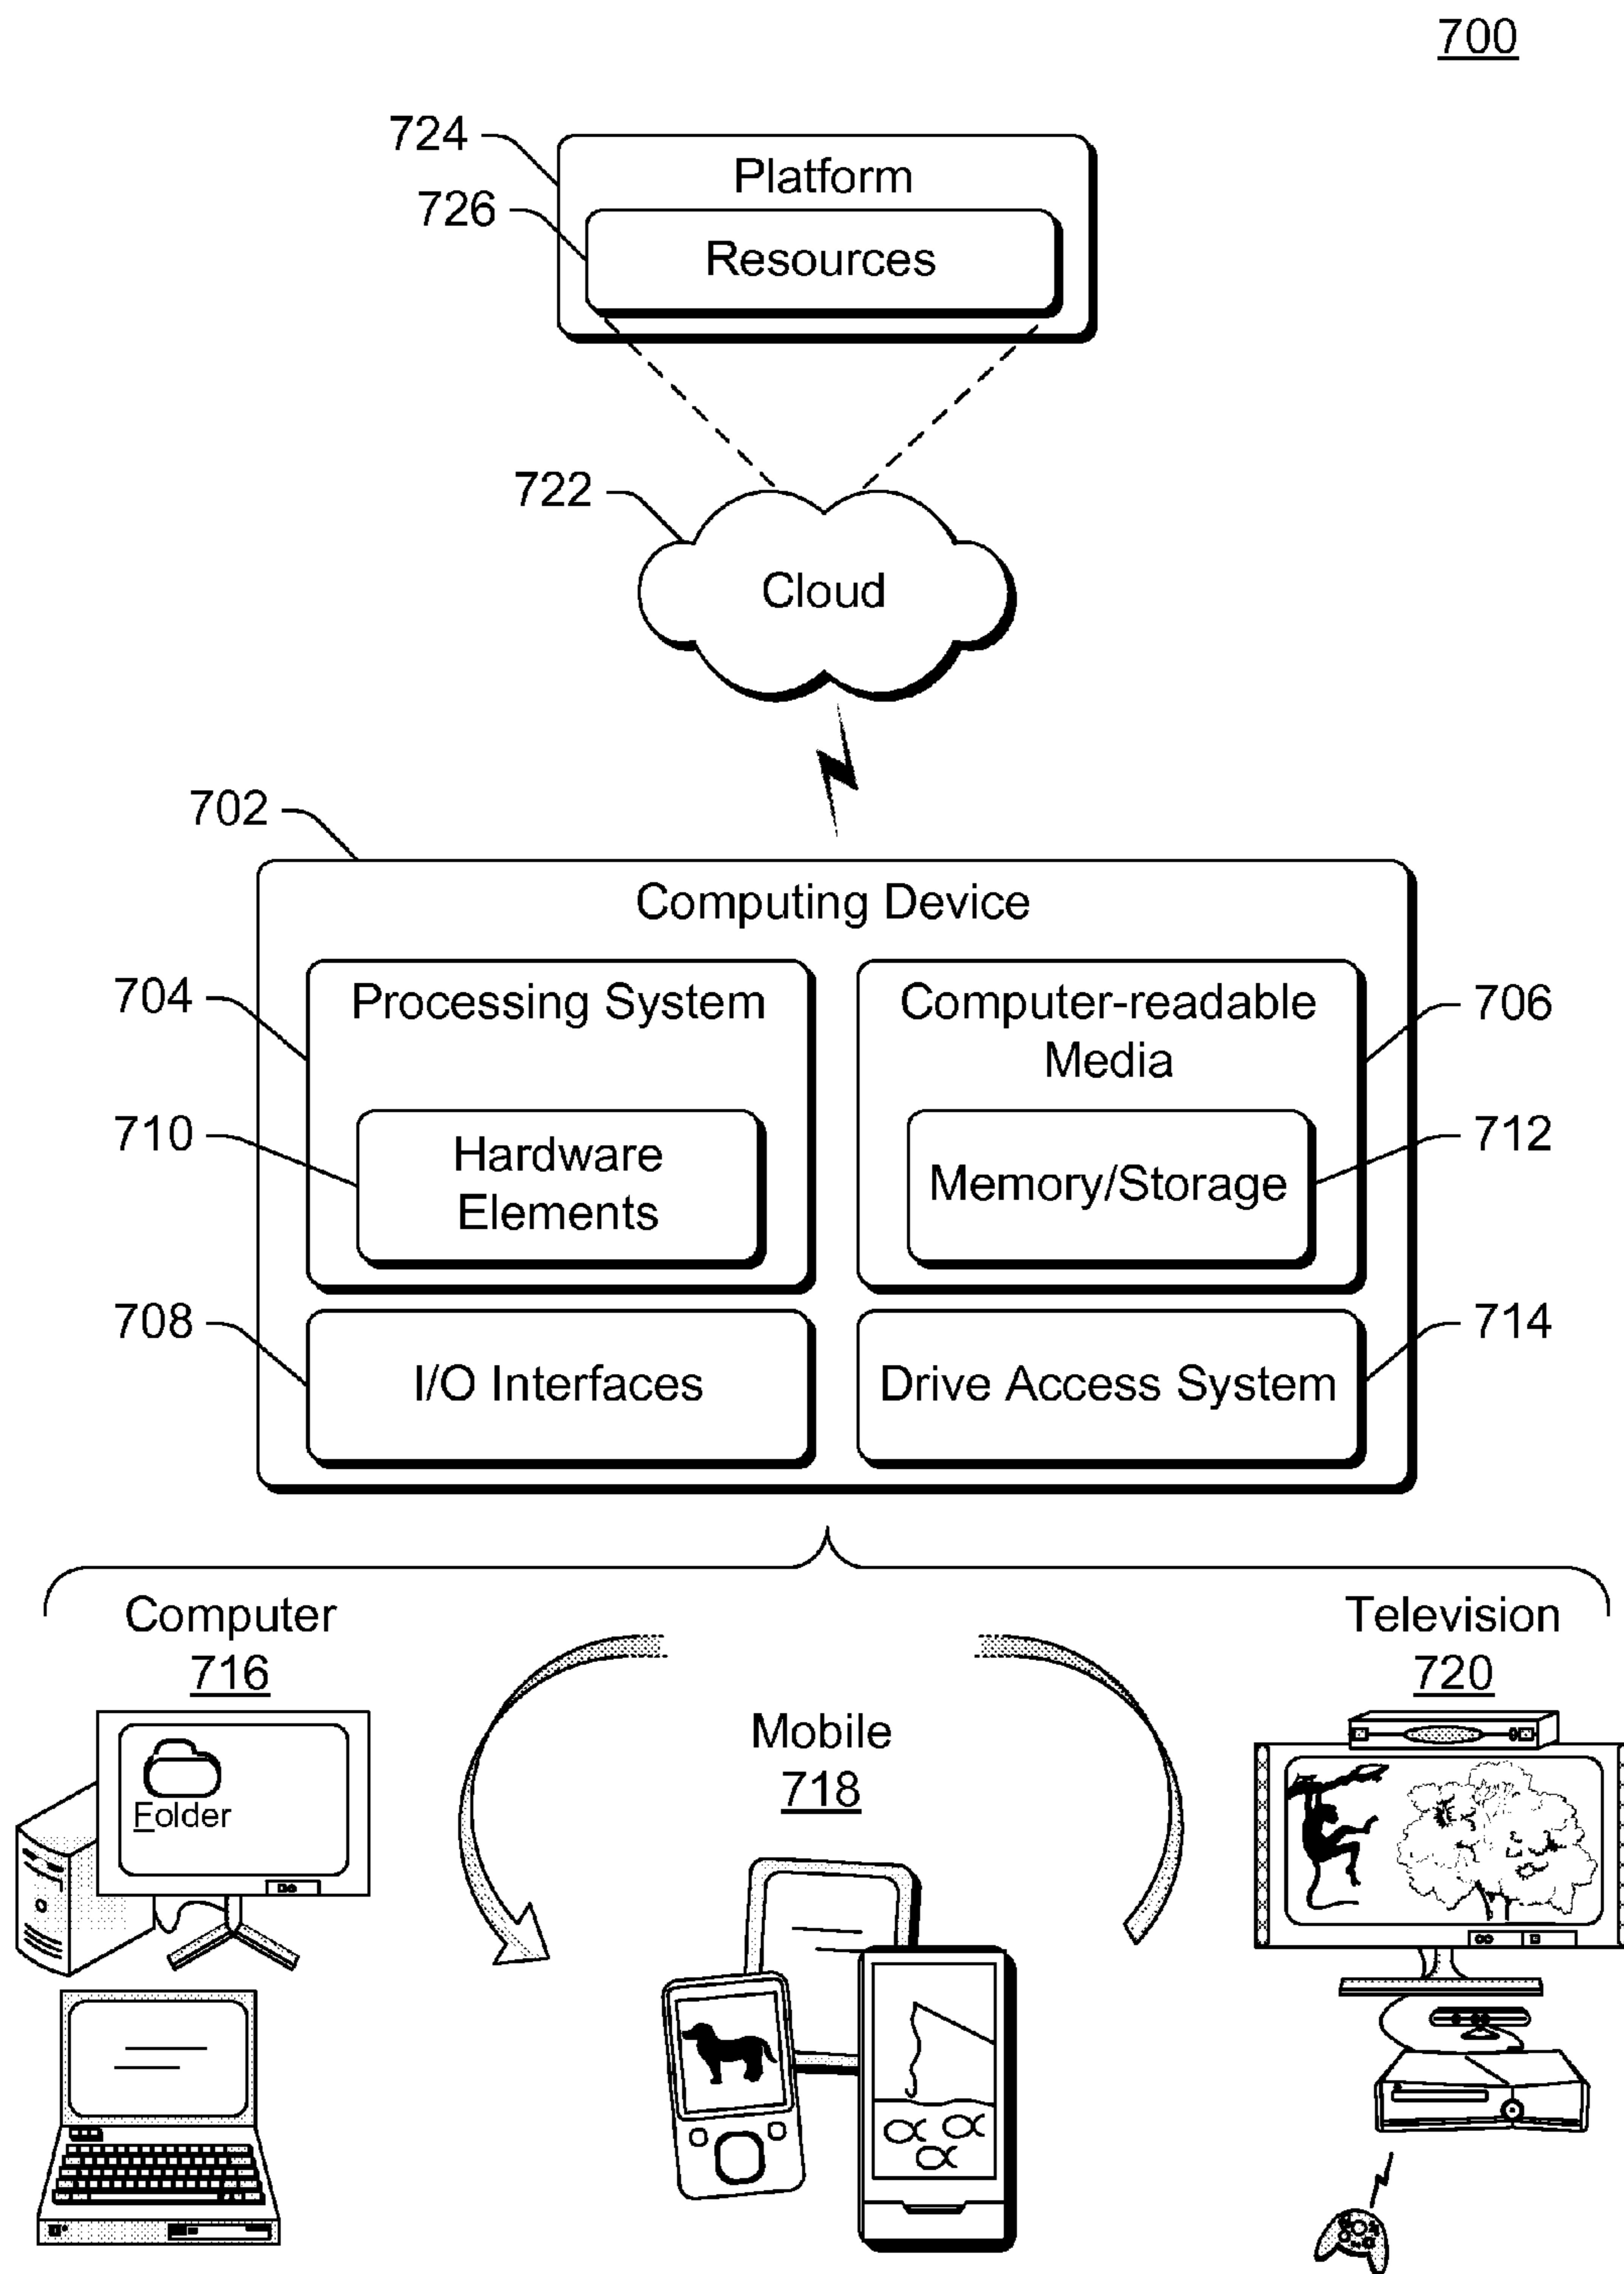 700
724
Platform
726
Resources
722
Cloud
702
Computing Device
704
Processing System
Computer-readable
Media
706
710
Hardware
Elements
Memory/Storage
712
708
I/O Interfaces
Drive Access System
714
Computer
716
Folder
Mobile
718
Television
720